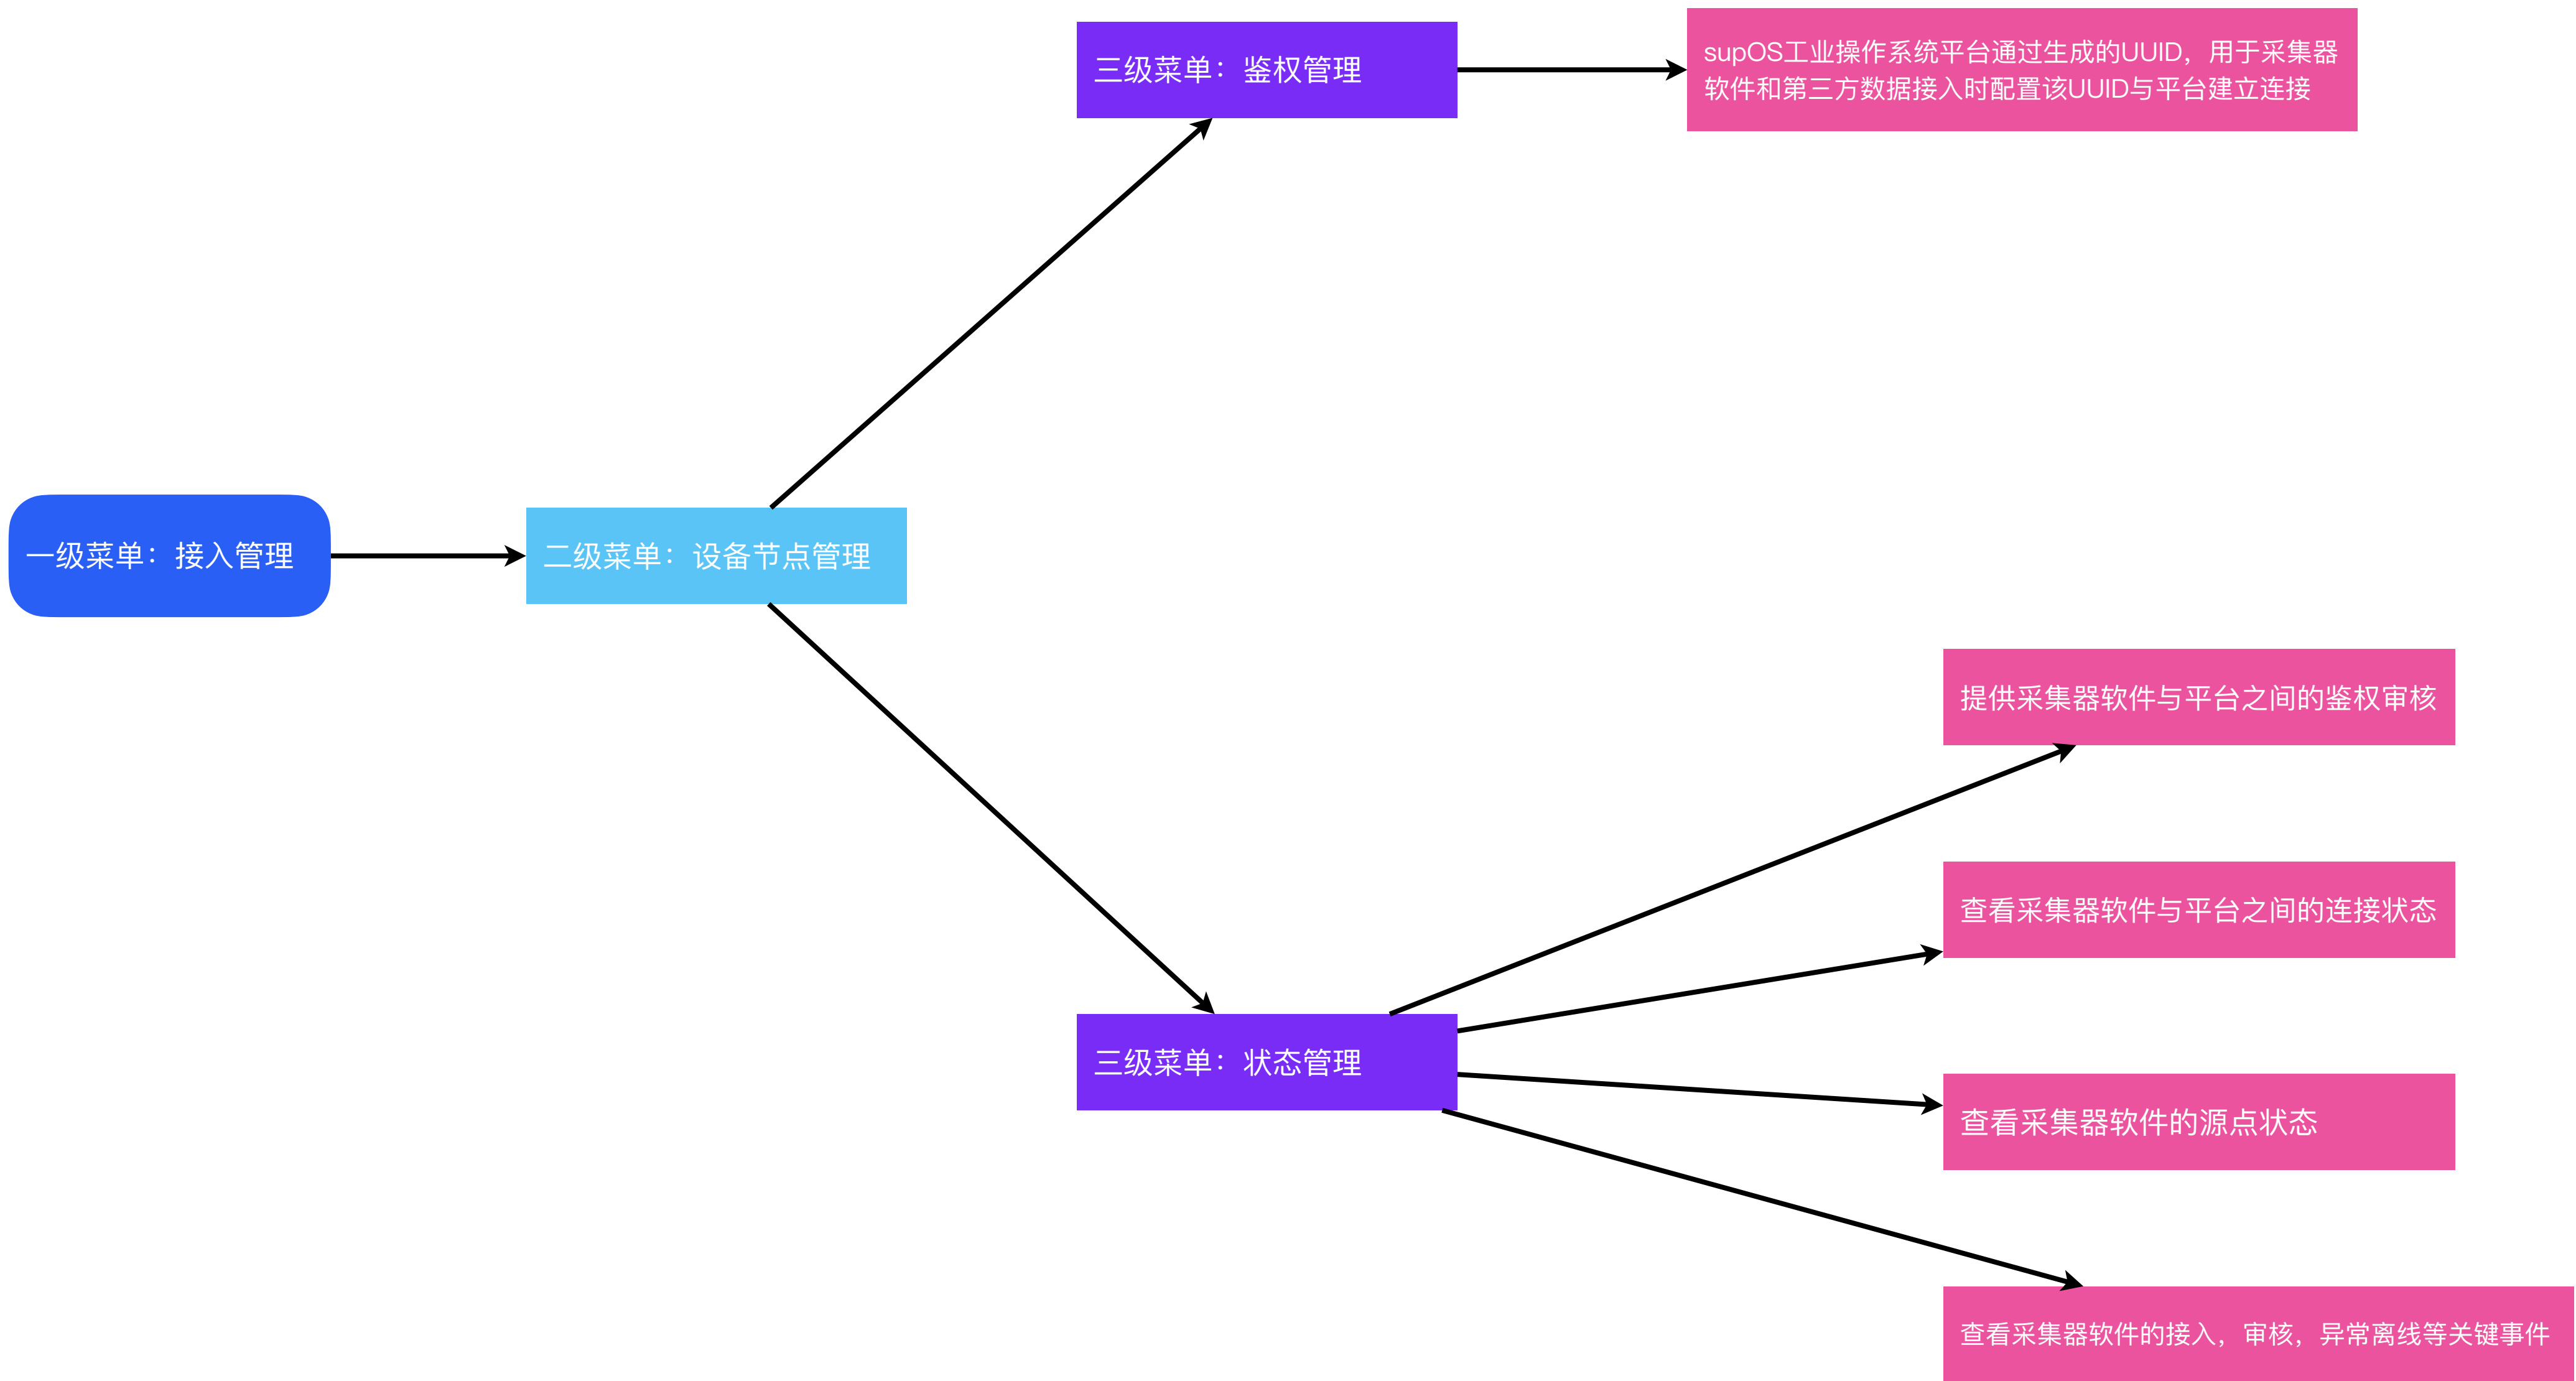 三级菜单：鉴权管理
supOS工业操作系统平台通过生成的UUID，用于采集器
软件和第三方数据接入时配置该UUID与平台建立连接
一级菜单：接入管理
二级菜单：设备节点管理
提供采集器软件与平台之间的鉴权审核
查看采集器软件与平台之间的连接状态
三级菜单：状态管理
查看采集器软件的源点状态
查看采集器软件的接入，审核，异常离线等关键事件